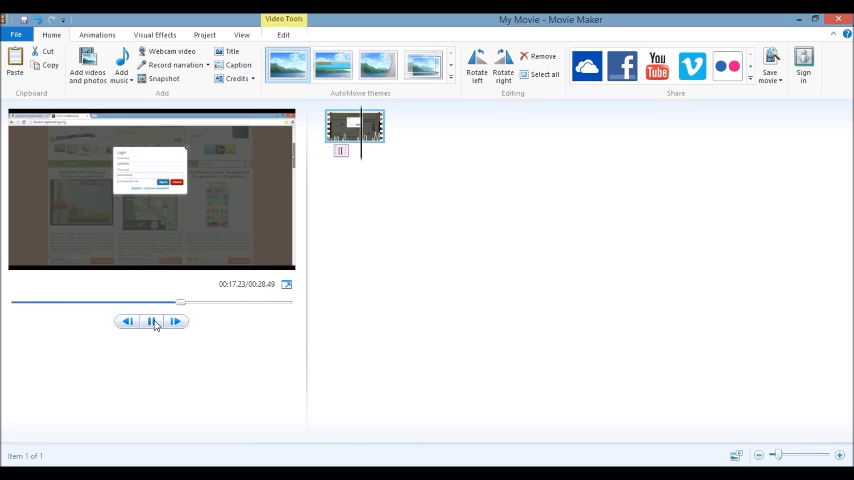 Video Tools
My Movie - Movie Maker
File Home Animations Visual Effects Project View Edit
Paste
Cut
Copy
Clipboard
Add videos and photos
Add music
Webcam video
Record narration
Snapshot
Title
Caption
Credits
Add
AutoMovie themes
Rotate left
Rotate right
Remove
Select all
Editing
You Tube
Share
Save movie
Sign in
Login
00:17.23/00:28.49
Item 1 of 1